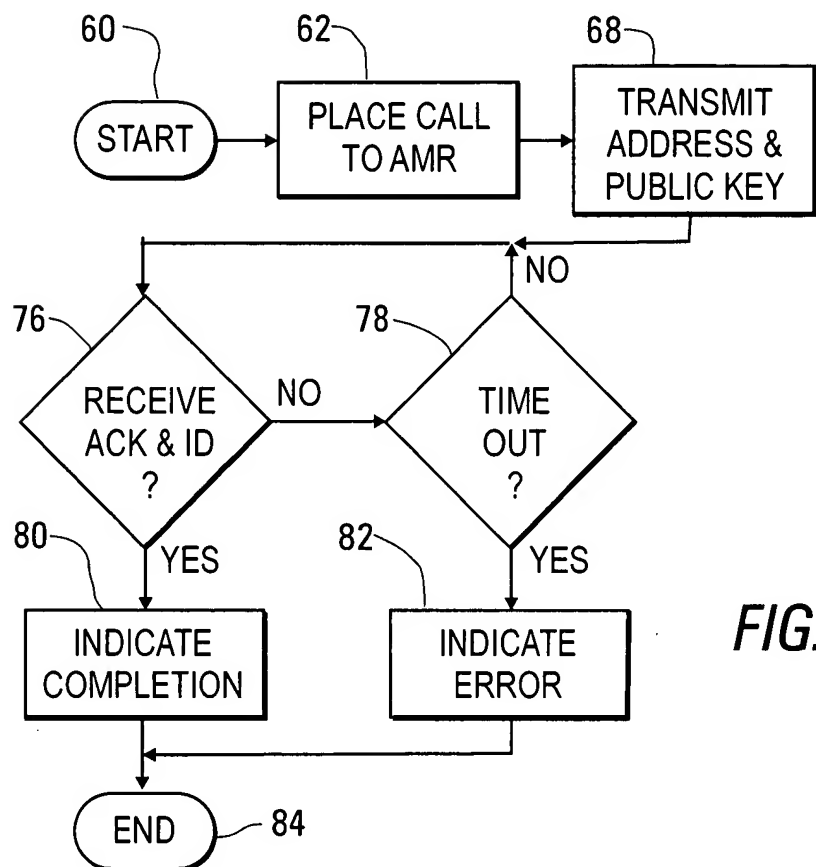 60
62
68
START
PLACE CALL
TO AMR
TRANSMIT
ADDRESS &
PUBLIC KEY
NO
76
78
RECEIVE
ACK & ID
?
NO
TIME
OUT
?
80
YES
82
YES
INDICATE
COMPLETION
INDICATE
ERROR
FIG.
END
84